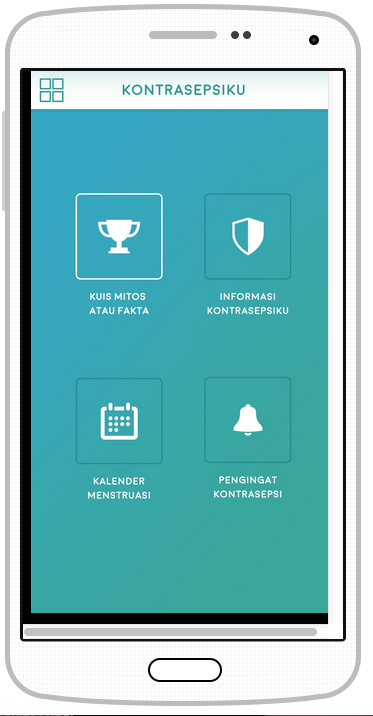 KONTRASEPSIKU
KUIS MITOS
ATAU FAKTA
INFORMASI
KONTRASEPSIKU
KALENDER
MENSTRUASI
PENGINGAT
KONTRASEPSI